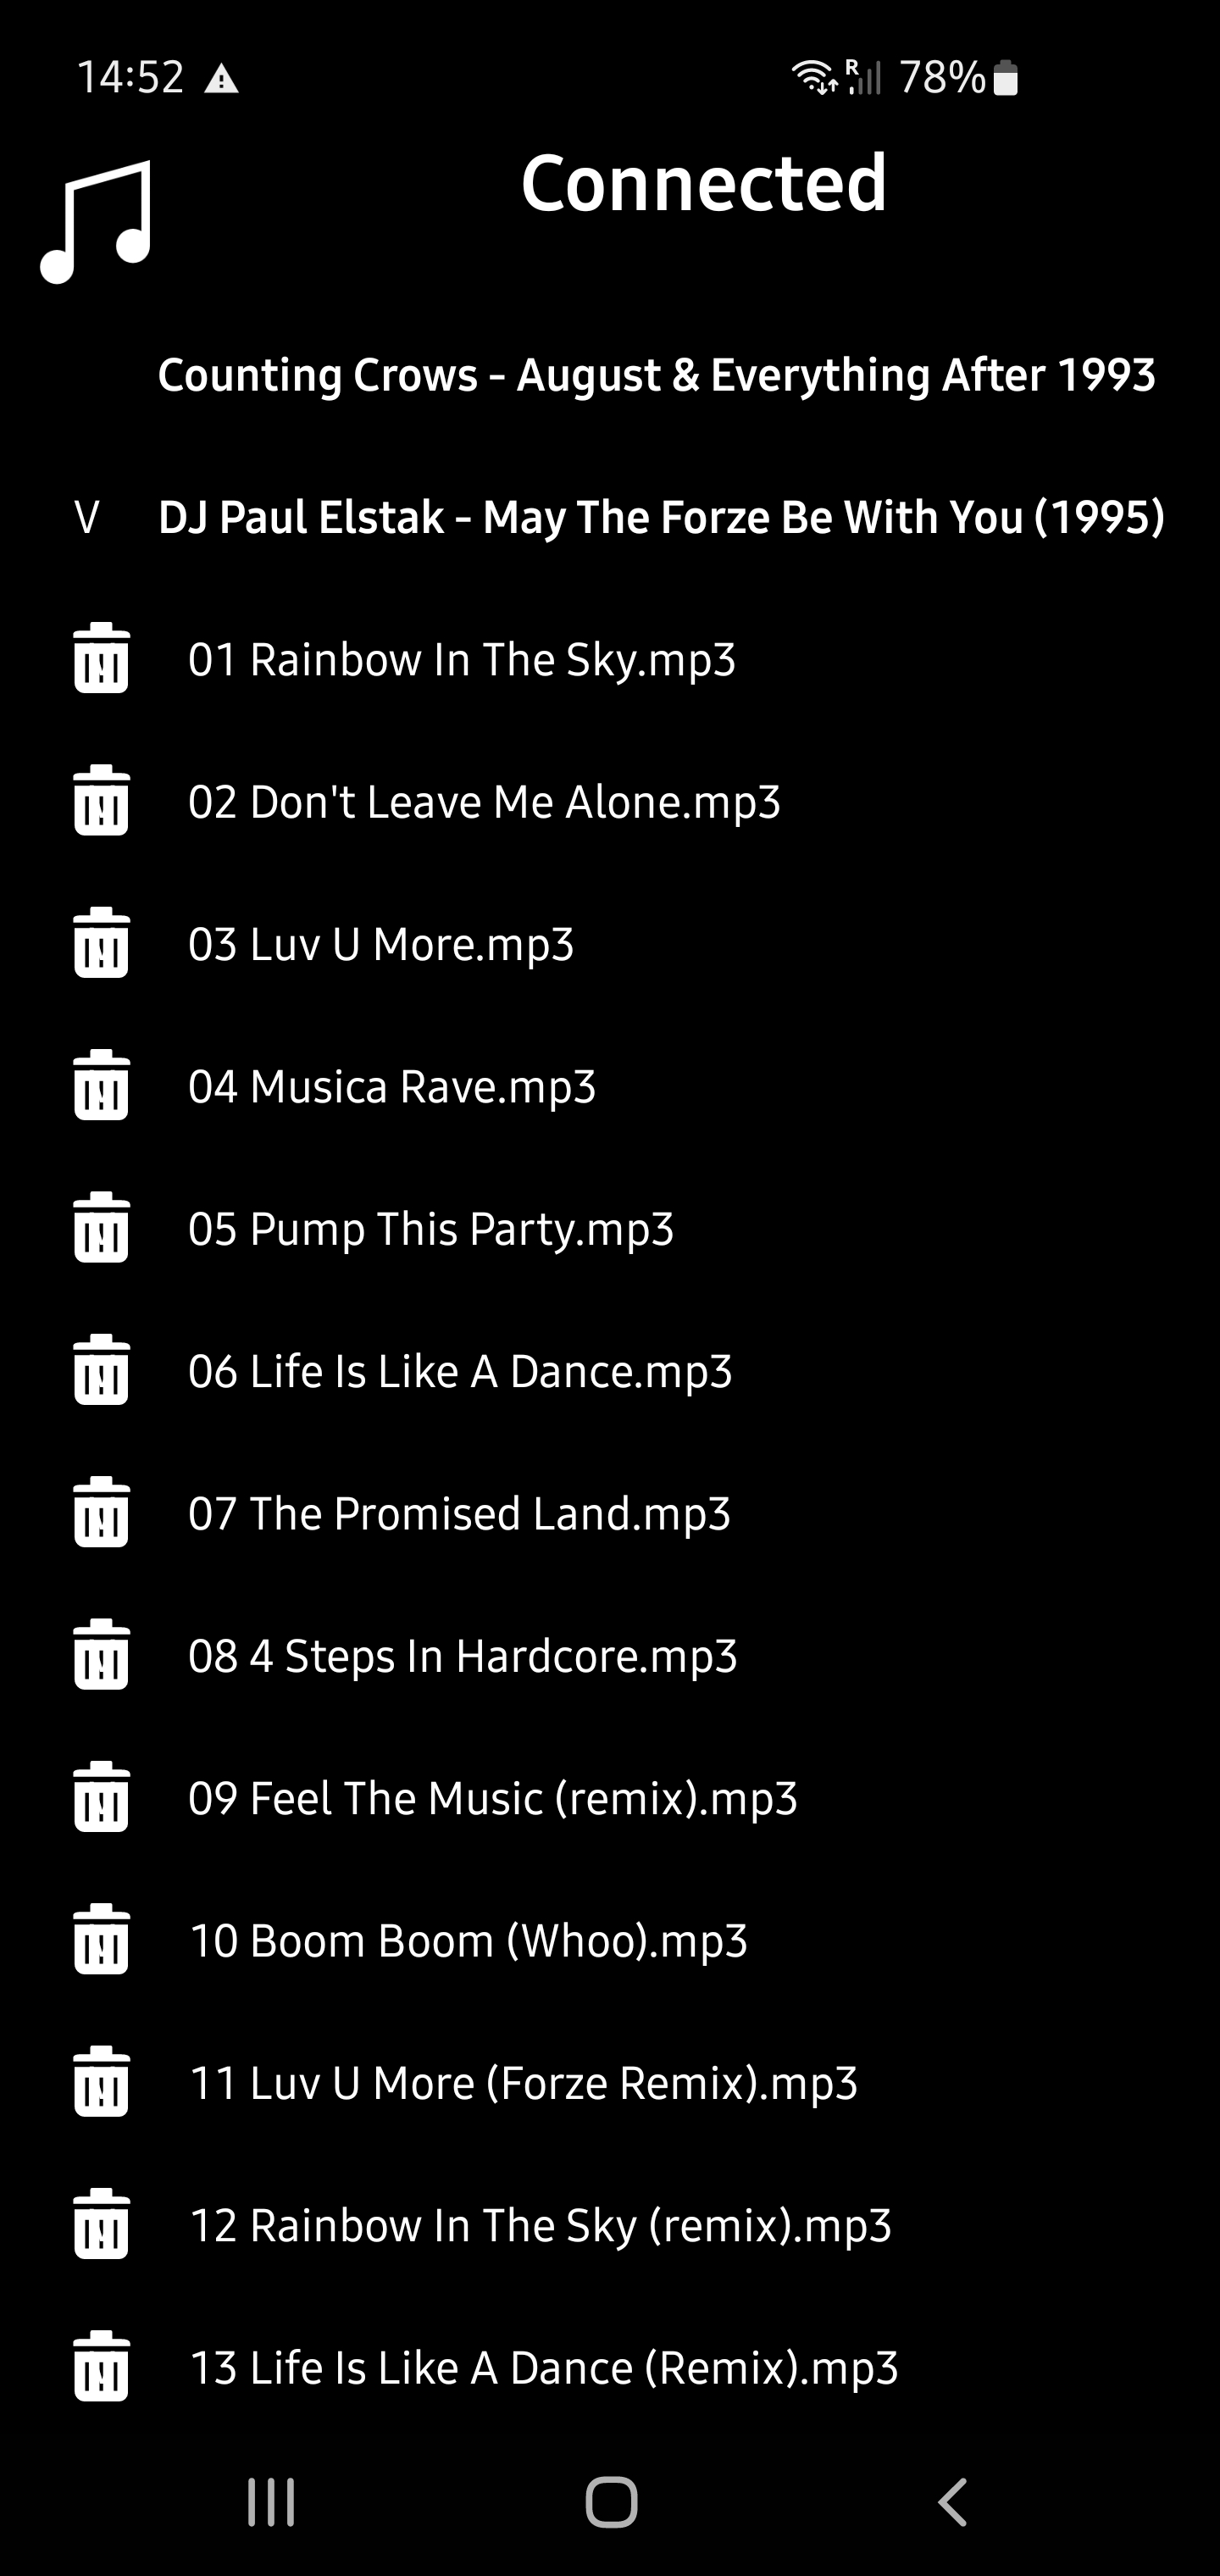 14:52 R 78%
Connected
Counting Crows - August & Everything After 1993
V DJ Paul Elstak - May The Forze Be With You (1995)
01 Rainbow In The Sky.mp3
02 Don't Leave Me Alone.mp3
03 Luv U More.mp3
04 Musica Rave.mp3
05 Pump This Party.mp3
06 Life Is Like A Dance.mp3
07 The Promised Land.mp3
08 4 Steps In Hardcore.mp3
09 Feel The Music (remix).mp3
10 Boom Boom (Whoo).mp3
11 Luv U More (Forze Remix).mp3
12 Rainbow In The Sky (remix).mp3
13 Life Is Like A Dance (Remix).mp3